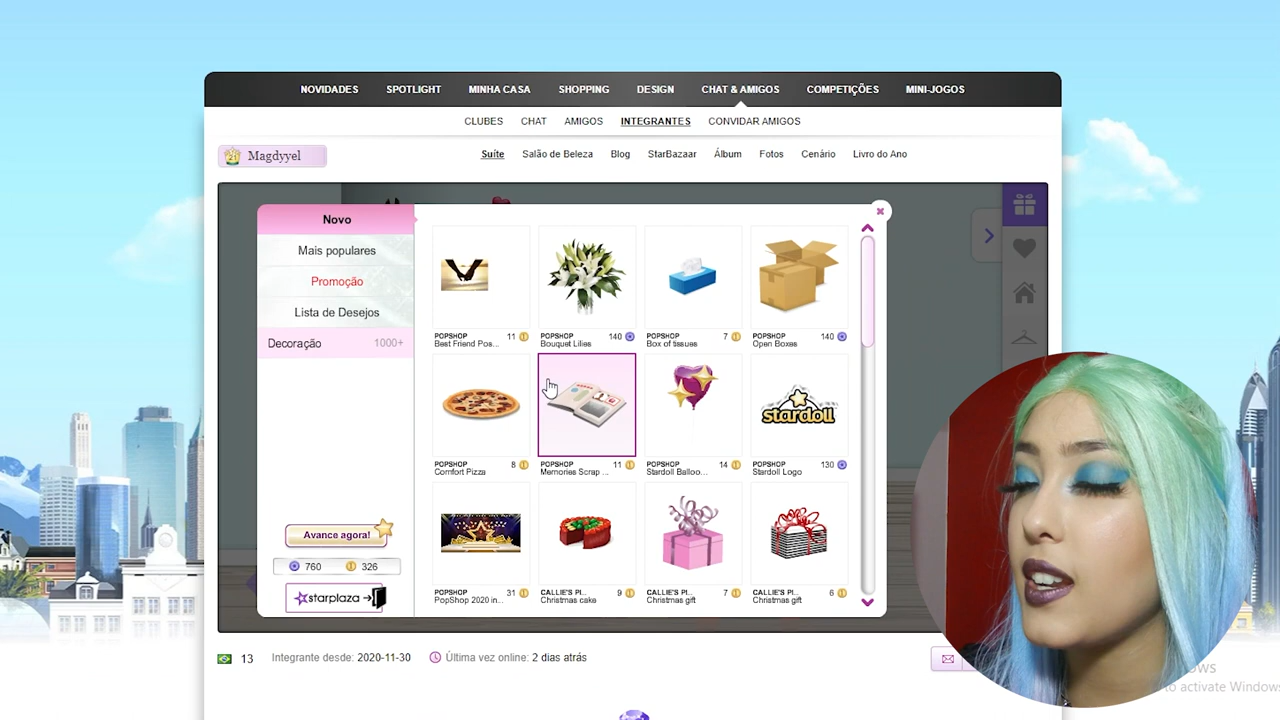 NOVIDADES SPOTLIGHT MINHA CASA SHOPPING DESIGN CHAT & AMIGOS COMPETIÇÕES MINI-JOGOS
CLUBES CHAT AMIGOS INTEGRANTES CONVIDAR AMIGOS
21 Magdyyel
Suíte Salão de Beleza Blog StarBazaar Álbum Fotos Cenário Livro do Ano
Novo
Mais populares
Promoção
Lista de Desejos
Decoração 1000+
Avance agora!
760 326
starplaza
POPSHOP 11
Best Friend Pos...
POPSHOP 140
Bouquet Lilies
POPSHOP 7
Box of tissues
POPSHOP 140
Open Boxes
POPSHOP 8
Comfort Pizza
POPSHOP 11
Memories Scrap ...
POPSHOP 14
Stardoll Balloo...
stardoll
POPSHOP 130
Stardoll Logo
POPSHOP 31
PopShop 2020 in...
CALLIE'S PI... 9
Christmas cake
CALLIE'S PI... 7
Christmas gift
CALLIE'S PI... 6
Christmas gift
13 Integrante desde: 2020-11-30 Última vez online: 2 dias atrás
to activate Windows